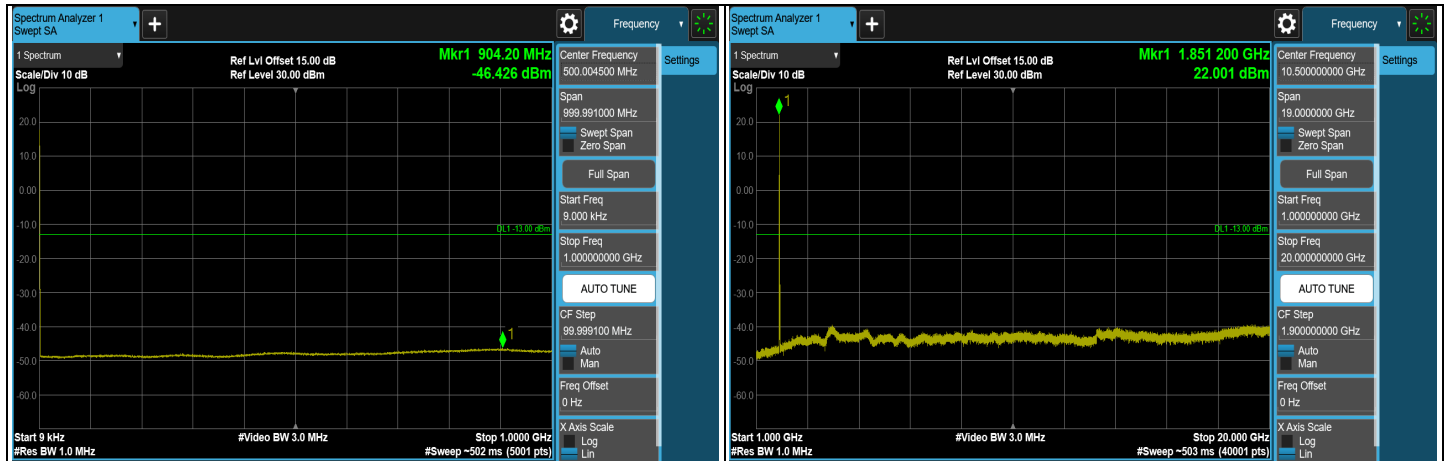 Spectrum Analyzer 1
Swept SA
+
Frequency
1 Spectrum
Scale/Div 10 dB
Log
Ref Lvl Offset 15.00 dB
Ref Level 30.00 dBm
Mkr1 904.20 MHz
-46.426 dBm
20.0
10.0
0.00
-10.0
-20.0
-30.0
-40.0
-50.0
-60.0
DL1 -13.00 dBm
1
Start 9 kHz
#Res BW 1.0 MHz
#Video BW 3.0 MHz
Stop 1.0000 GHz
#Sweep ~502 ms (5001 pts)
Center Frequency
500.004500 MHz
Span
999.991000 MHz
Swept Span
Zero Span
Full Span
Start Freq
9.000 kHz
Stop Freq
1.000000000 GHz
AUTO TUNE
CF Step
99.999100 MHz
Auto
Man
Freq Offset
0 Hz
X Axis Scale
Log
Lin
Settings
Spectrum Analyzer 1
Swept SA
+
Frequency
1 Spectrum
Scale/Div 10 dB
Log
Ref Lvl Offset 15.00 dB
Ref Level 30.00 dBm
Mkr1 1.851 200 GHz
22.001 dBm
1
20.0
10.0
0.00
-10.0
-20.0
-30.0
-40.0
-50.0
-60.0
DL1 -13.00 dBm
Start 1.000 GHz
#Res BW 1.0 MHz
#Video BW 3.0 MHz
Stop 20.000 GHz
#Sweep ~503 ms (40001 pts)
Center Frequency
10.500000000 GHz
Span
19.0000000 GHz
Swept Span
Zero Span
Full Span
Start Freq
1.000000000 GHz
Stop Freq
20.000000000 GHz
AUTO TUNE
CF Step
1.900000000 GHz
Auto
Man
Freq Offset
0 Hz
X Axis Scale
Log
Lin
Settings